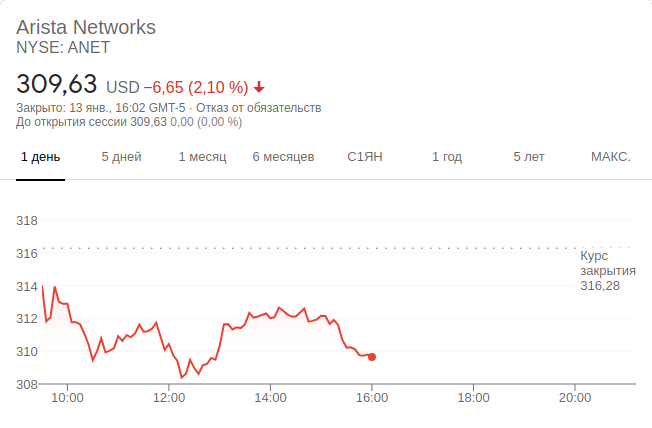 Arista Networks
NYSE: ANET
309,63 USD −6,65 (2,10 %)
Закрыто: 13 янв., 16:02 GMT-5 · Отказ от обязательств
До открытия сессии 309,63 0,00 (0,00 %)
1 день 5 дней 1 месяц 6 месяцев С1ЯН 1 год 5 лет МАКС.
318
316
Курс
закрытия
314 316,28
312
310
308
10:00 12:00 14:00 16:00 18:00 20:00